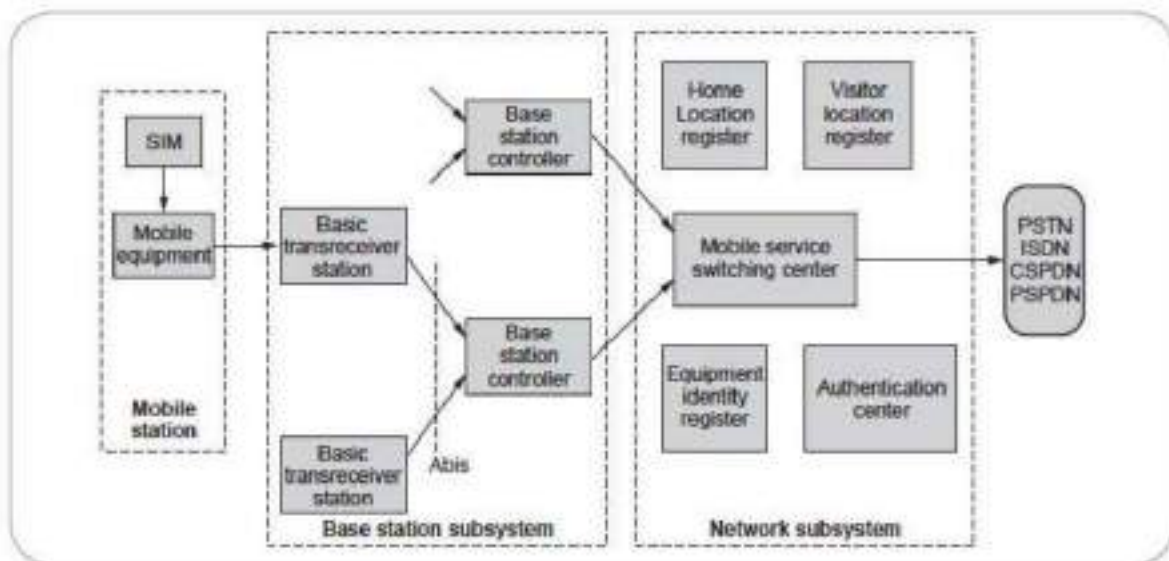 SIM
Mobile
equipment
Mobile
station
Basic
transreceiver
station
Basic
transreceiver
station
Base
station
controller
Base
station
controller
Abis
Base station subsystem
Home
Location
register
Visitor
location
register
Mobile service
switching center
Equipment
identity
register
Authentication
center
Network subsystem
PSTN
ISDN
CSPDN
PSPDN